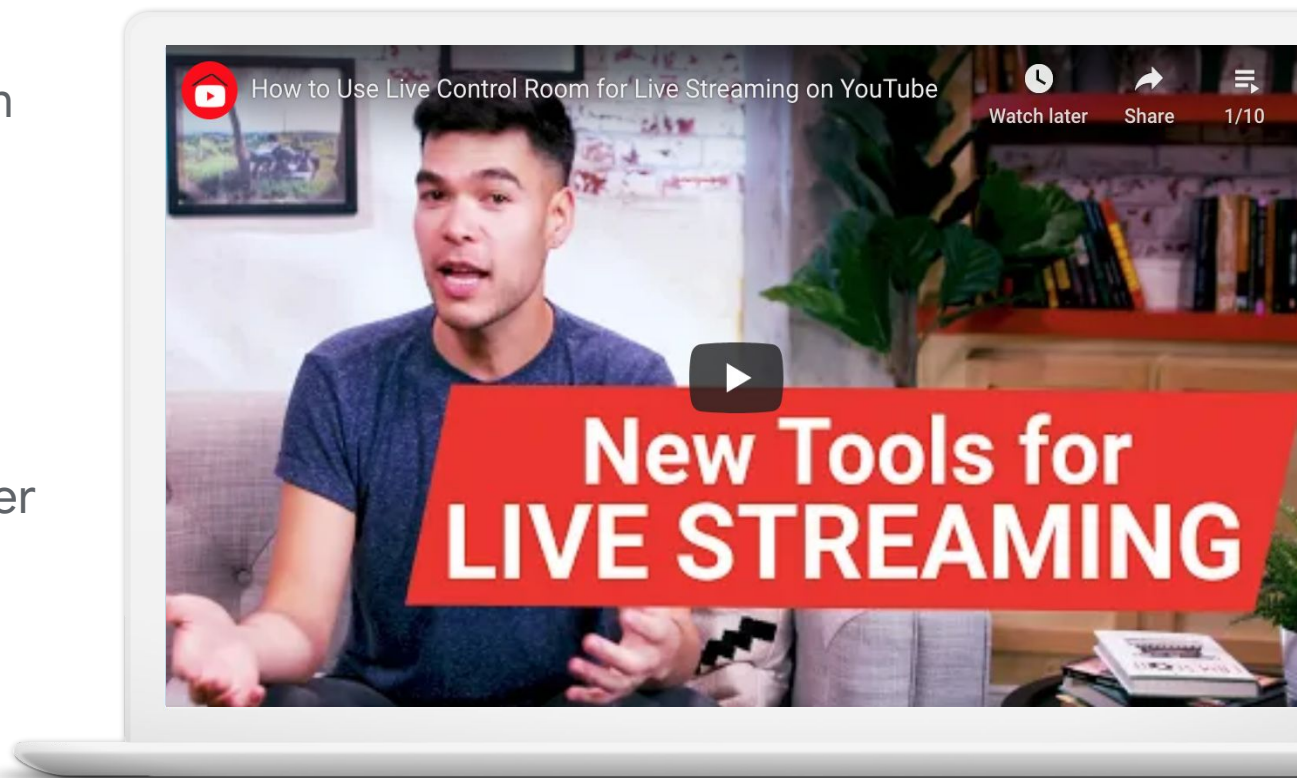 n
How to Use Live Control Room for Live Streaming on YouTube
Watch later
Share
1/10
New Tools for
LIVE STREAMING
er